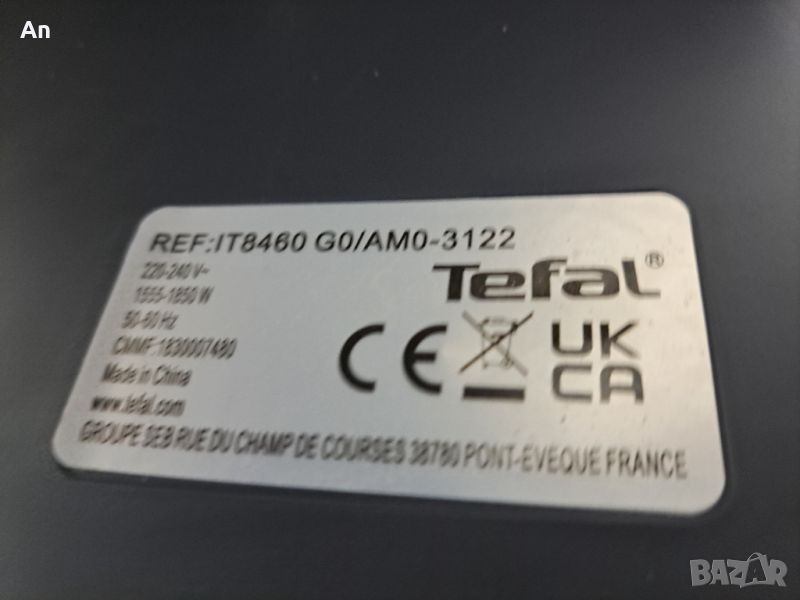 An
REF:IT8460 G0/AM0-3122
220-240 V~
1555-1850 W
50-60 Hz
CMMF:1830007480
Made in China
www.tefal.com
Tefal®
CE
UK
CA
GROUPE SEB RUE DU CHAMP DE COURSES 38780 PONT-EVEQUE FRANCE
BAZAR